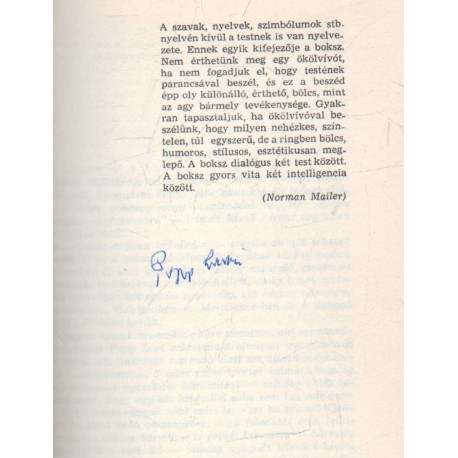 A szavak, nyelvek, szimbólumok stb.
nyelvén kívül a testnek is van nyelve-
zete. Ennek egyik kifejezője a boksz.
Nem érthetünk meg egy ökölvívót,
ha nem fogadjuk el, hogy testének
parancsával beszél, és ez a beszéd
épp oly különálló, érthető, bölcs, mint
az agy bármely tevékenysége. Gyak-
ran tapasztaljuk, ha ökölvívóval be-
szélünk, hogy milyen nehézkes, szín-
telen, túl egyszerű, de a ringben bölcs,
humoros, stílusos, esztétikusan meg-
lepő. A boksz dialógus két test között.
A boksz gyors vita két intelligencia
között.
(Norman Mailer)
Papp